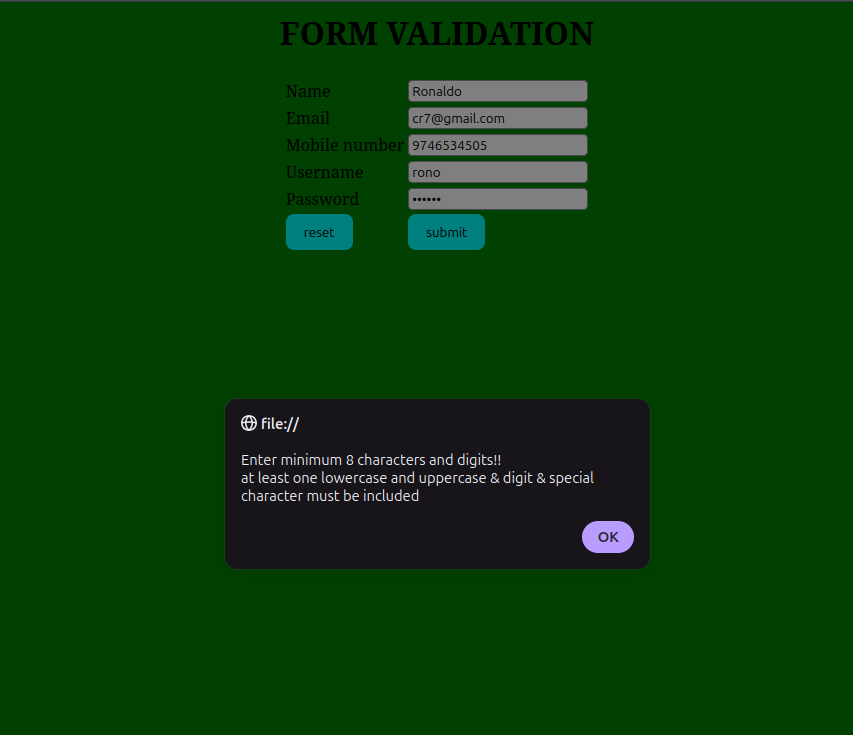 FORM VALIDATION
Name Ronaldo
Email cr7@gmail.com
Mobile number 9746534505
Username rono
Password ••••••
reset submit
file://
Enter minimum 8 characters and digits!!
at least one lowercase and uppercase & digit & special
character must be included
OK